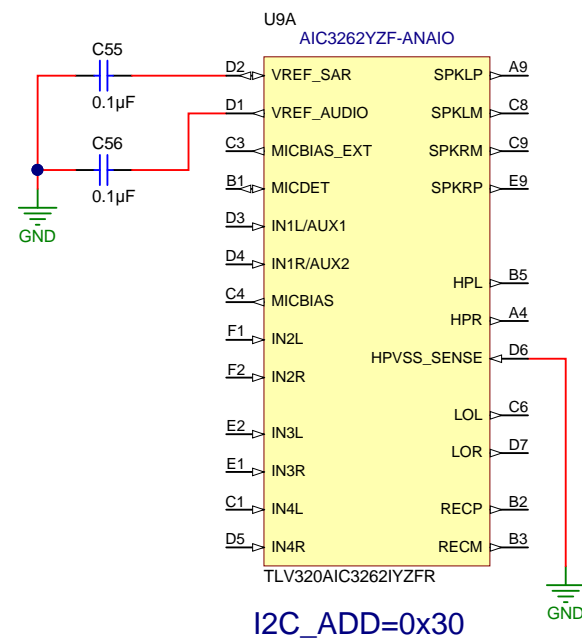 U9A
AIC3262YZF-ANAIO
C55
0.1µF
C56
0.1µF
GND
D2 VREF_SAR
D1 VREF_AUDIO
C3 MICBIAS_EXT
B1 MICDET
D3 IN1L/AUX1
D4 IN1R/AUX2
C4 MICBIAS
F1 IN2L
F2 IN2R
E2 IN3L
E1 IN3R
C1 IN4L
D5 IN4R
SPKLP A9
SPKLM C8
SPKRM C9
SPKRP E9
HPL B5
HPR A4
HPVSS_SENSE D6
LOL C6
LOR D7
RECP B2
RECM B3
TLV320AIC3262IYZFR
GND
I2C_ADD=0x30